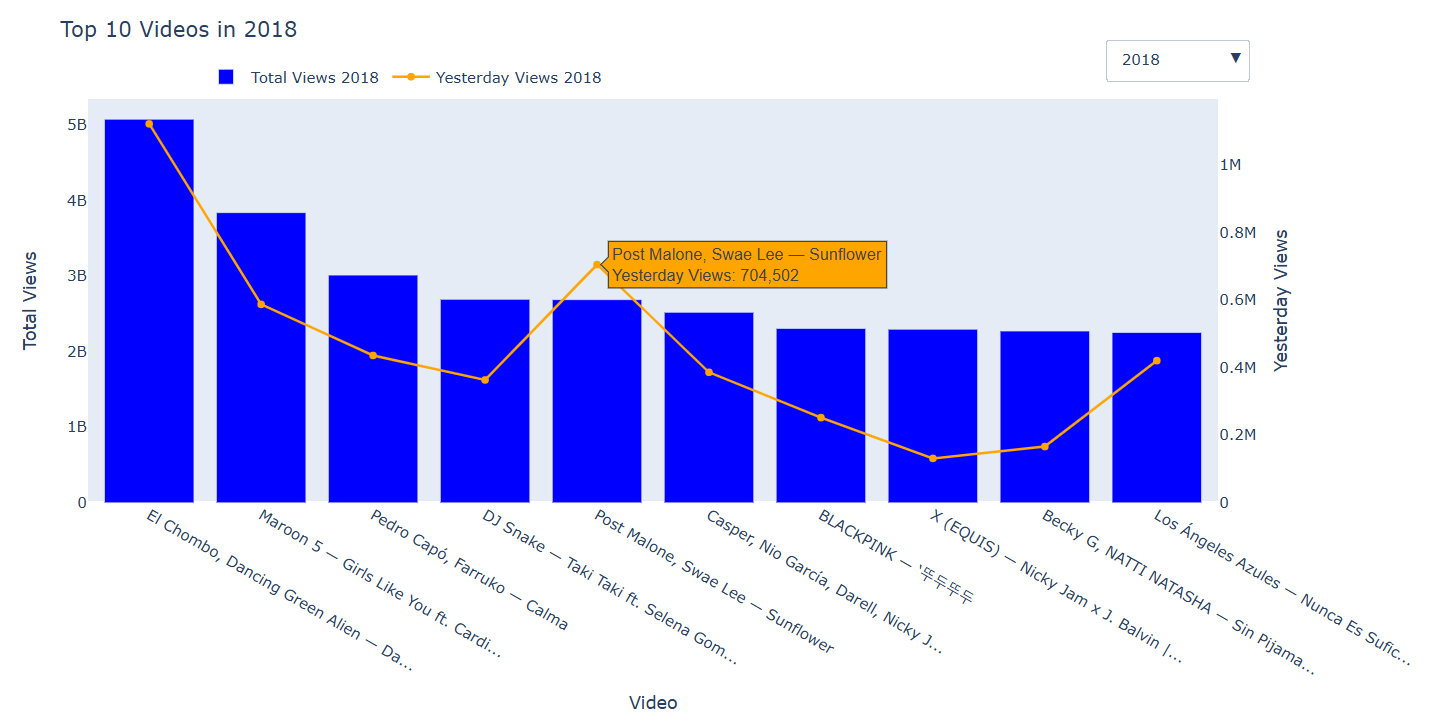 Top 10 Videos in 2018
2018 ▼
Total Views 2018
Yesterday Views 2018
5B
4B
3B
2B
1B
0
Total Views
1M
0.8M
0.6M
0.4M
0.2M
0
Yesterday Views
Post Malone, Swae Lee — Sunflower
Yesterday Views: 704,502
El Chombo, Dancing Green Alien — Da...
Maroon 5 — Girls Like You ft. Cardi...
Pedro Capó, Farruko — Calma
DJ Snake — Taki Taki ft. Selena Gom...
Post Malone, Swae Lee — Sunflower
Casper, Nio García, Darell, Nicky J...
BLACKPINK — '뚜두뚜두
X (EQUIS) — Nicky Jam x J. Balvin |...
Becky G, NATTI NATASHA — Sin Pijama...
Los Ángeles Azules — Nunca Es Sufic...
Video